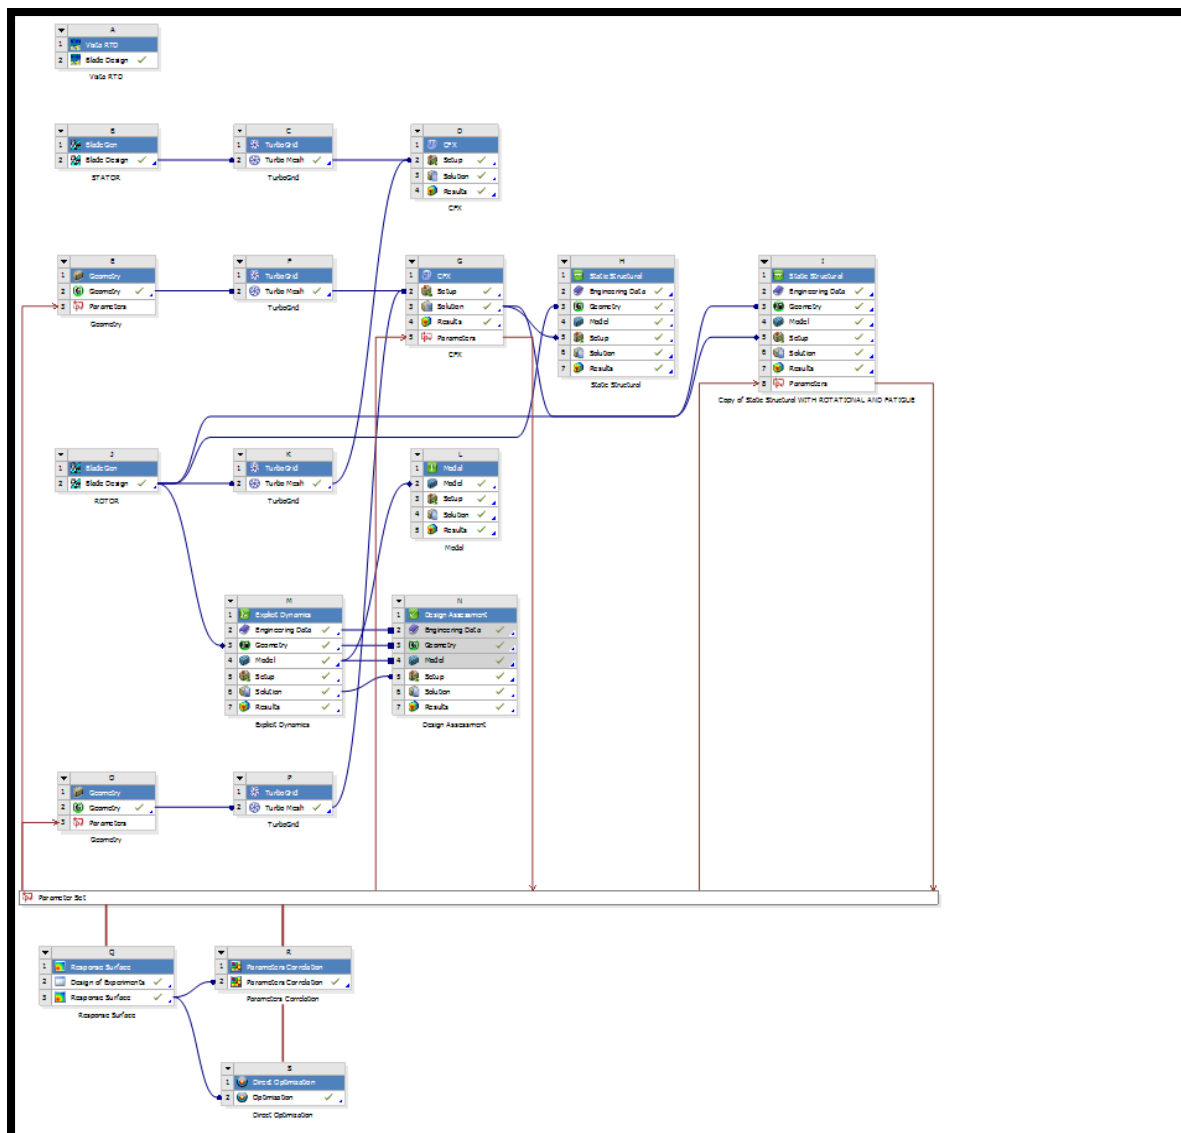 A
1 Vista RTD
2 Blade Design
Vista RTD
B
1 BladeGen
2 Blade Design
STATOR
C
1 TurboGrid
2 Turbo Mesh
TurboGrid
D
1 CFX
2 Setup
3 Solution
4 Results
CFX
E
1 Geometry
2 Geometry
3 Parameters
Geometry
F
1 TurboGrid
2 Turbo Mesh
TurboGrid
G
1 CFX
2 Setup
3 Solution
4 Results
5 Parameters
CFX
H
1 Static Structural
2 Engineering Data
3 Geometry
4 Model
5 Setup
6 Solution
7 Results
Static Structural
I
1 Static Structural
2 Engineering Data
3 Geometry
4 Model
5 Setup
6 Solution
7 Results
8 Parameters
Copy of Static Structural WITH ROTATIONAL AND FATIGUE
J
1 BladeGen
2 Blade Design
ROTOR
K
1 TurboGrid
2 Turbo Mesh
TurboGrid
L
1 Model
2 Model
3 Setup
4 Solution
5 Results
Model
M
1 Explicit Dynamics
2 Engineering Data
3 Geometry
4 Model
5 Setup
6 Solution
7 Results
Explicit Dynamics
N
1 Design Assessment
2 Engineering Data
3 Geometry
4 Model
5 Setup
6 Solution
7 Results
Design Assessment
O
1 Geometry
2 Geometry
3 Parameters
Geometry
P
1 TurboGrid
2 Turbo Mesh
TurboGrid
Parameter Set
Q
1 Response Surface
2 Design of Experiments
3 Response Surface
Response Surface
R
1 Parameters Correlation
2 Parameters Correlation
Parameters Correlation
S
1 Direct Optimization
2 Optimization
Direct Optimization